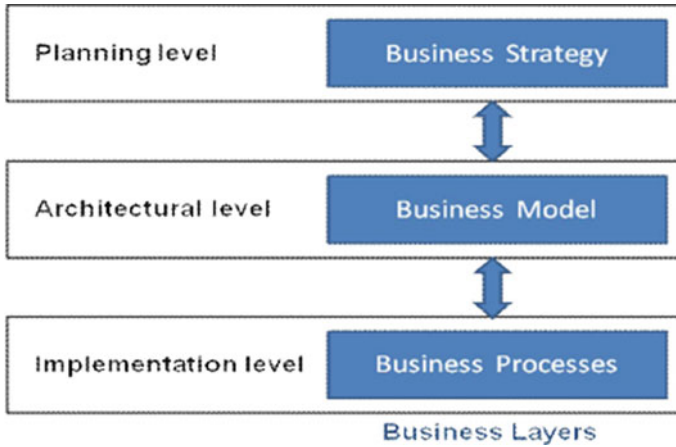 Planning level
Business Strategy
Architectural level
Business Model
Implementation level
Business Processes
Business Layers